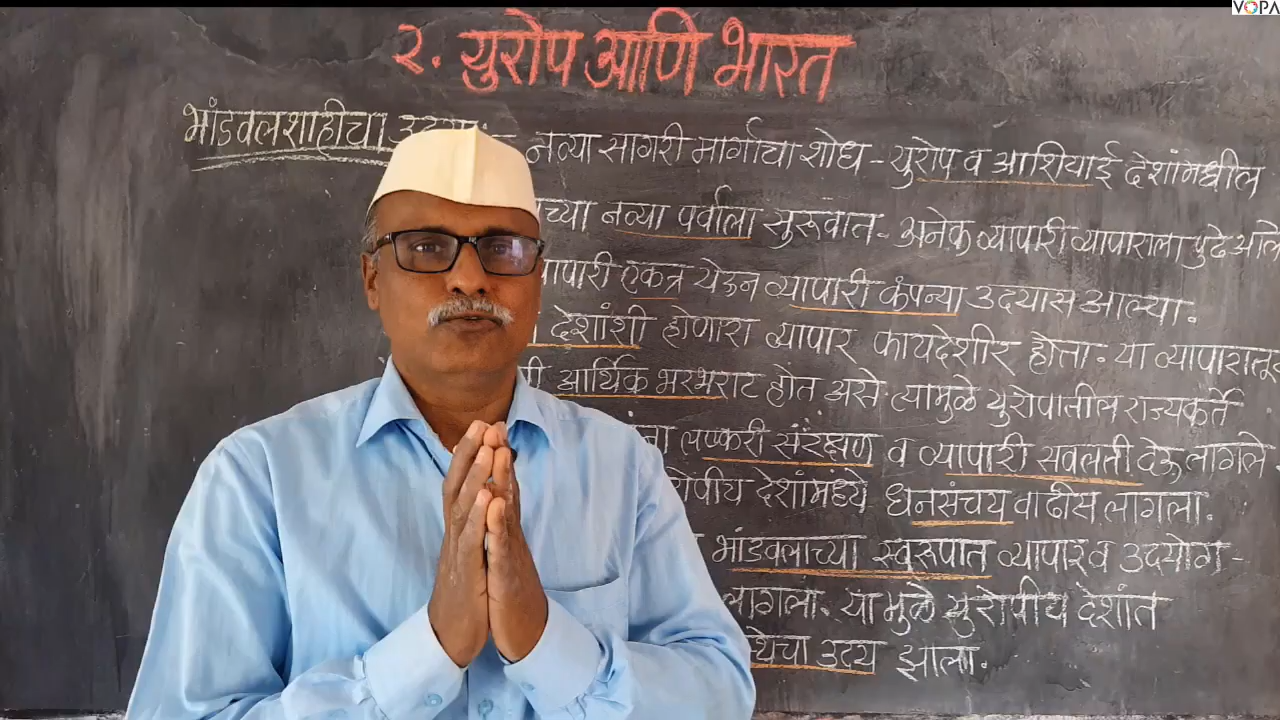 VOPA
२. युरोप आणि भारत
भांडवलशाहीचा उदय :- नव्या सागरी मार्गाचा शोध - युरोप व आशियाई देशांमधील
च्या नव्या पर्वाला सुरूवात - अनेक व्यापारी व्यापाराला पुढे आले
व्यापारी एकत्र येऊन व्यापारी कंपन्या उदयास आल्या.
देशांशी होणारा व्यापार फायदेशीर होता. या व्यापारातून
आर्थिक भरभराट होत असे. त्यामुळे युरोपातील राज्यकर्ते
ना लष्करी संरक्षण व व्यापारी सवलती देऊ लागले.
देशांमध्ये धनसंचय वाढीस लागला.
भांडवलाच्या स्वरूपात व्यापार व उदयोग -
लागला. यामुळे युरोपीय देशांत
उदय झाला.